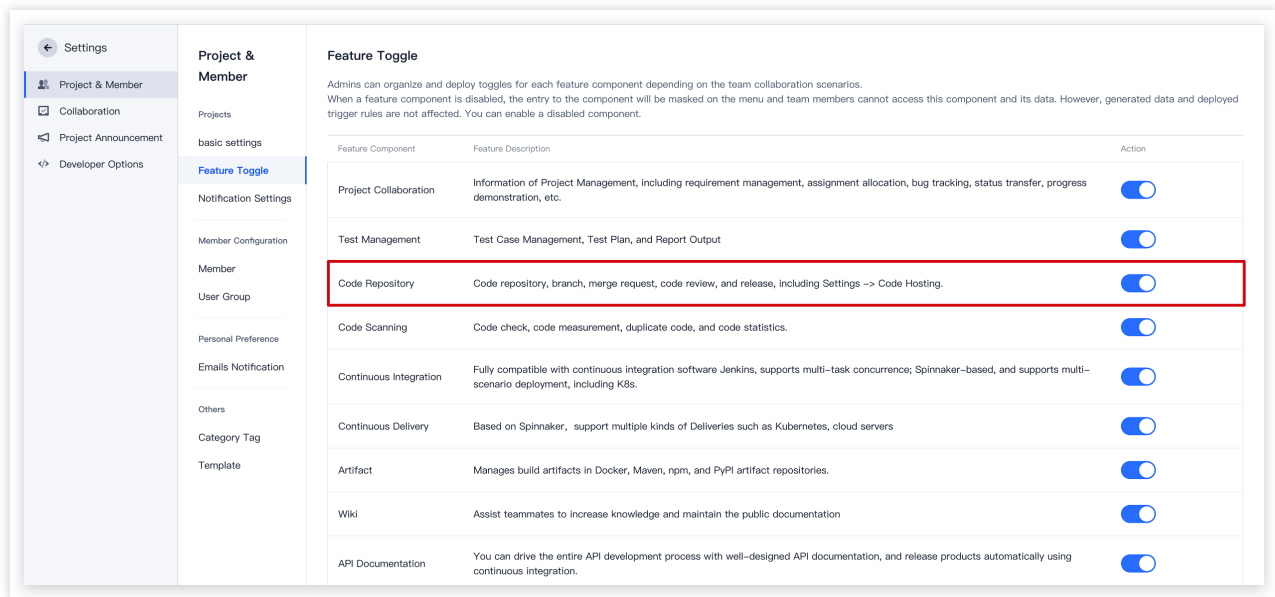 Settings
Project & Member
Collaboration
Project Announcement
Developer Options
Project &
Member
Projects
basic settings
Feature Toggle
Notification Settings
Member Configuration
Member
User Group
Personal Preference
Emails Notification
Others
Category Tag
Template
Feature Toggle
Admins can organize and deploy toggles for each feature component depending on the team collaboration scenarios.
When a feature component is disabled, the entry to the component will be masked on the menu and team members cannot access this component and its data. However, generated data and deployed
trigger rules are not affected. You can enable a disabled component.
Feature Component Feature Description Action
Project Collaboration Information of Project Management, including requirement management, assignment allocation, bug tracking, status transfer, progress
demonstration, etc.
Test Management Test Case Management, Test Plan, and Report Output
Code Repository Code repository, branch, merge request, code review, and release, including Settings -> Code Hosting.
Code Scanning Code check, code measurement, duplicate code, and code statistics.
Continuous Integration Fully compatible with continuous integration software Jenkins, supports multi-task concurrence; Spinnaker-based, and supports multi-
scenario deployment, including K8s.
Continuous Delivery Based on Spinnaker, support multiple kinds of Deliveries such as Kubernetes, cloud servers
Artifact Manages build artifacts in Docker, Maven, npm, and PyPI artifact repositories.
Wiki Assist teammates to increase knowledge and maintain the public documentation
API Documentation You can drive the entire API development process with well-designed API documentation, and release products automatically using
continuous integration.